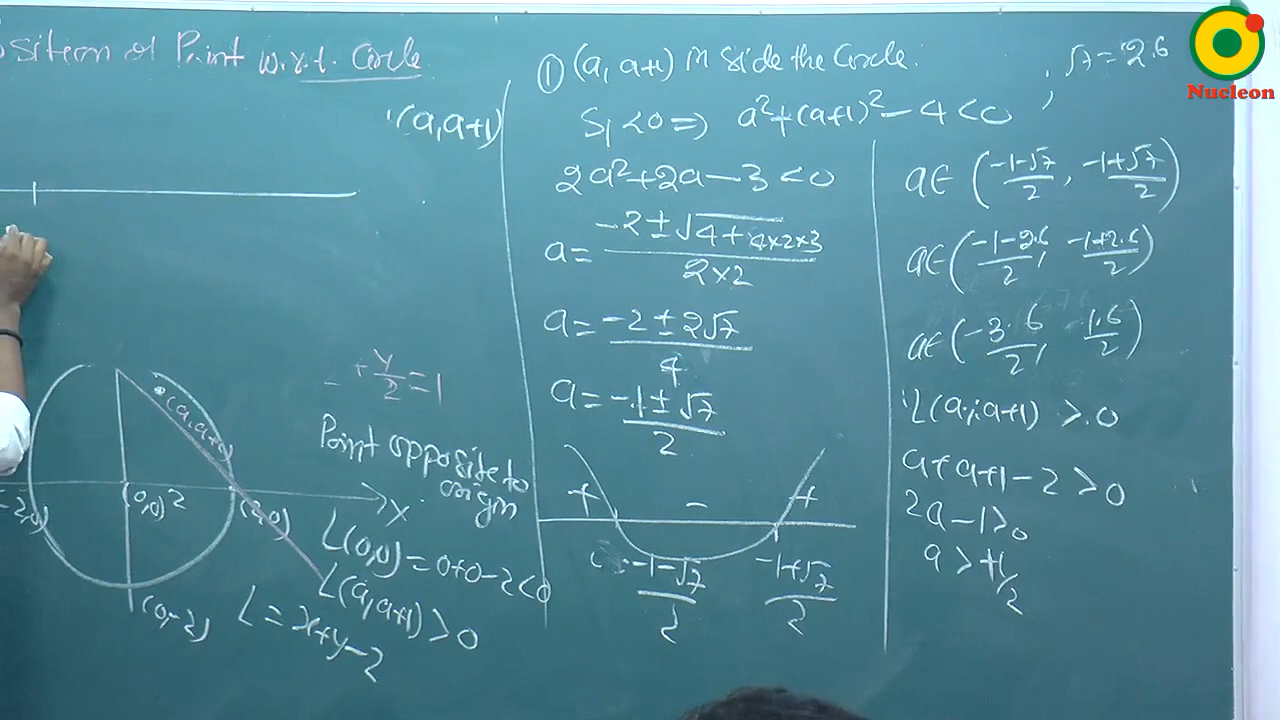 sition of Point w.r.t. Circle
(a, a+1)
+ y/2 = 1
(a, a+1)
(0,0) 2
(2,0)
-2,0)
(0,-2)
X
Point opposite to
origin
L(0,0) = 0+0-2<0
L(a, a+1) > 0
L = x+y-2
① (a, a+1) in side the Circle.
S₁<0 ⇒ a²+(a+1)²-4<0
2a²+2a-3<0
a = (-2±√(4+4×2×3))/(2×2)
a = (-2±2√7)/4
a = (-1±√7)/2
+ - +
(-1-√7)/2 (-1+√7)/2
√7 = 2.6
a∈ ((-1-√7)/2, (-1+√7)/2)
a∈ ((-1-2.6)/2, (-1+2.6)/2)
a∈ (-3.6/2, 1.6/2)
L(a, a+1) > 0
a+a+1-2>0
2a-1>0
a>+1/2
Nucleon